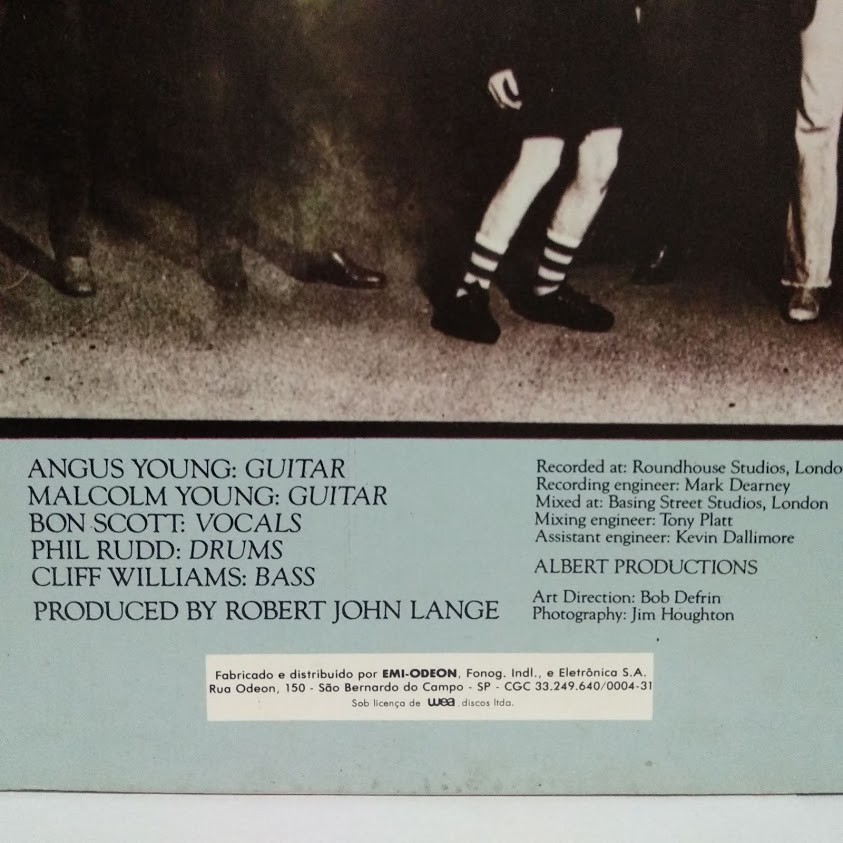 ANGUS YOUNG: GUITAR
MALCOLM YOUNG: GUITAR
BON SCOTT: VOCALS
PHIL RUDD: DRUMS
CLIFF WILLIAMS: BASS
PRODUCED BY ROBERT JOHN LANGE
Recorded at: Roundhouse Studios, Londo
Recording engineer: Mark Dearney
Mixed at: Basing Street Studios, London
Mixing engineer: Tony Platt
Assistant engineer: Kevin Dallimore
ALBERT PRODUCTIONS
Art Direction: Bob Defrin
Photography: Jim Houghton
Fabricado e distribuído por EMI-ODEON, Fonog. Indl., e Eletrônica S.A.
Rua Odeon, 150 - São Bernardo do Campo - SP - CGC 33.249.640/0004-31
Sob licença de wea discos ltda.